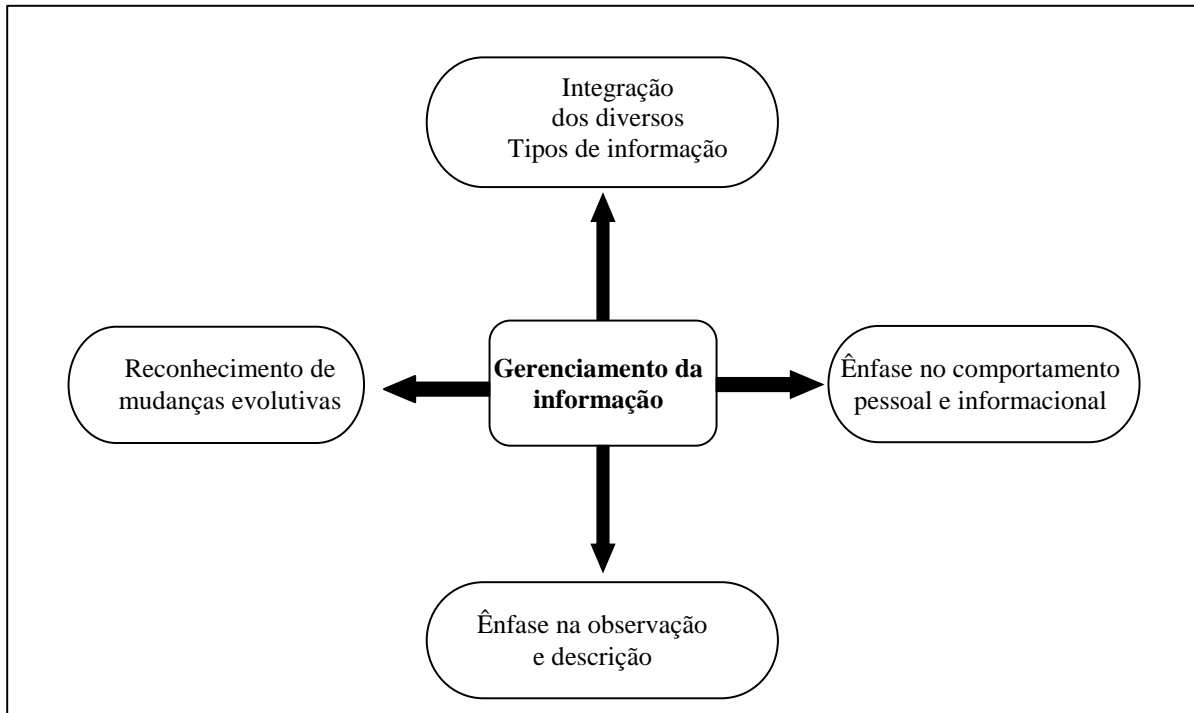 Integração
dos diversos
Tipos de informação
Reconhecimento de
mudanças evolutivas
Gerenciamento da
informação
Ênfase no comportamento
pessoal e informacional
Ênfase na observação
e descrição